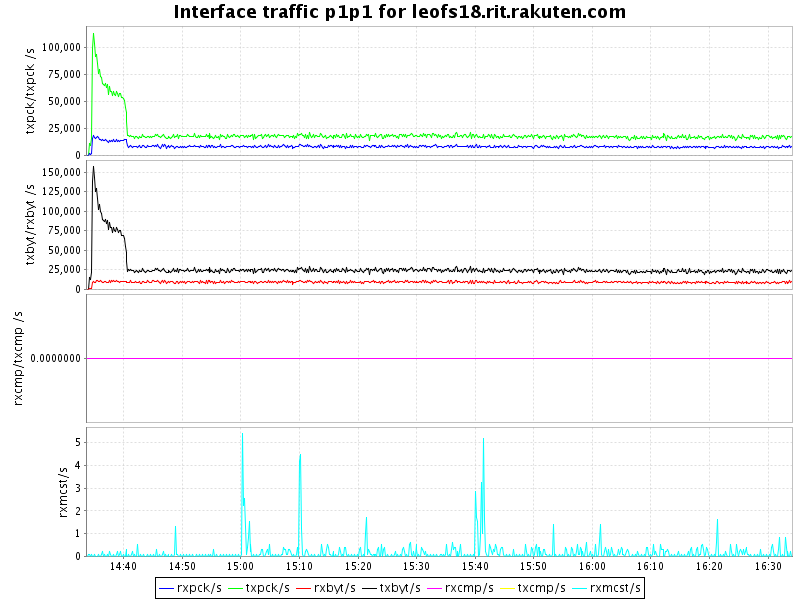 Interface traffic p1p1 for leofs18.rit.rakuten.com
txpck/txpck /s
100,000
75,000
50,000
25,000
0
txbyt/rxbyt /s
150,000
125,000
100,000
75,000
50,000
25,000
0
rxcmp/txcmp /s
0.0000000
rxmcst/s
5
4
3
2
1
0
14:40 14:50 15:00 15:10 15:20 15:30 15:40 15:50 16:00 16:10 16:20 16:30
rxpck/s txpck/s rxbyt/s txbyt/s rxcmp/s txcmp/s rxmcst/s